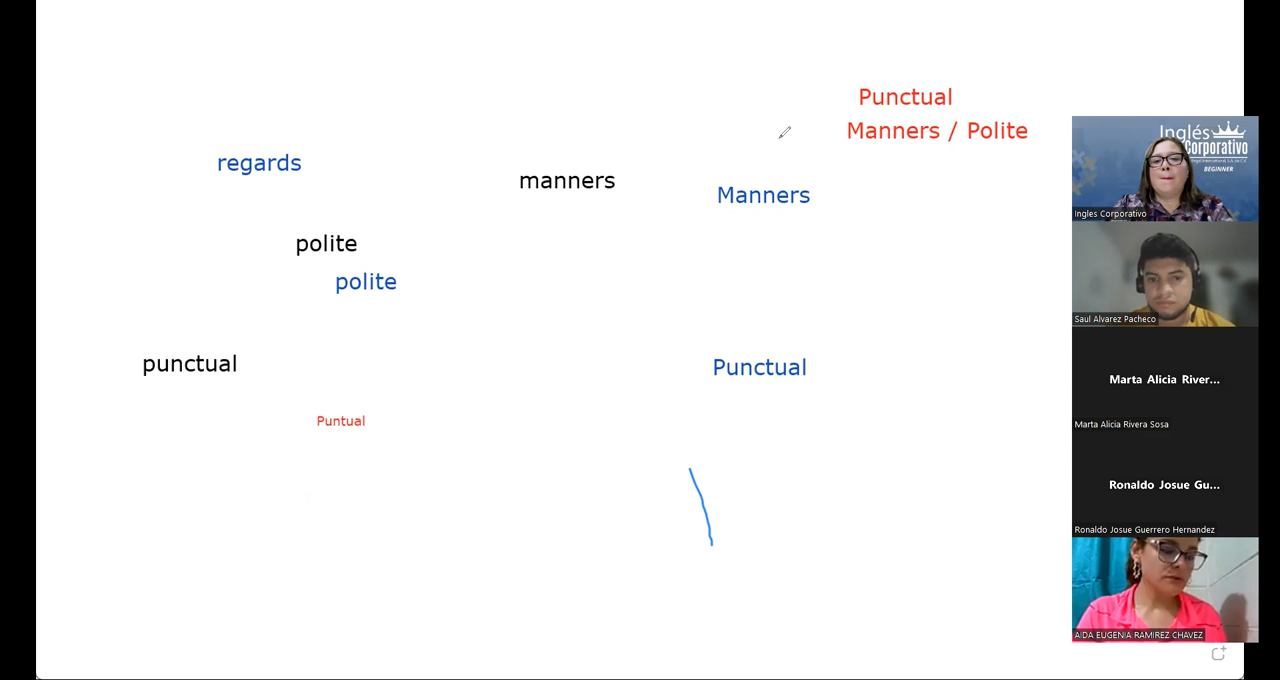 Punctual
Manners / Polite
regards
manners
Manners
polite
polite
punctual
Punctual
Puntual
Inglés
Corporativo
BEGINNER
Ingles Corporativo
Saul Alvarez Pacheco
Marta Alicia River...
Marta Alicia Rivera Sosa
Ronaldo Josue Gu...
Ronaldo Josue Guerrero Hernandez
AIDA EUGENIA RAMIREZ CHAVEZ